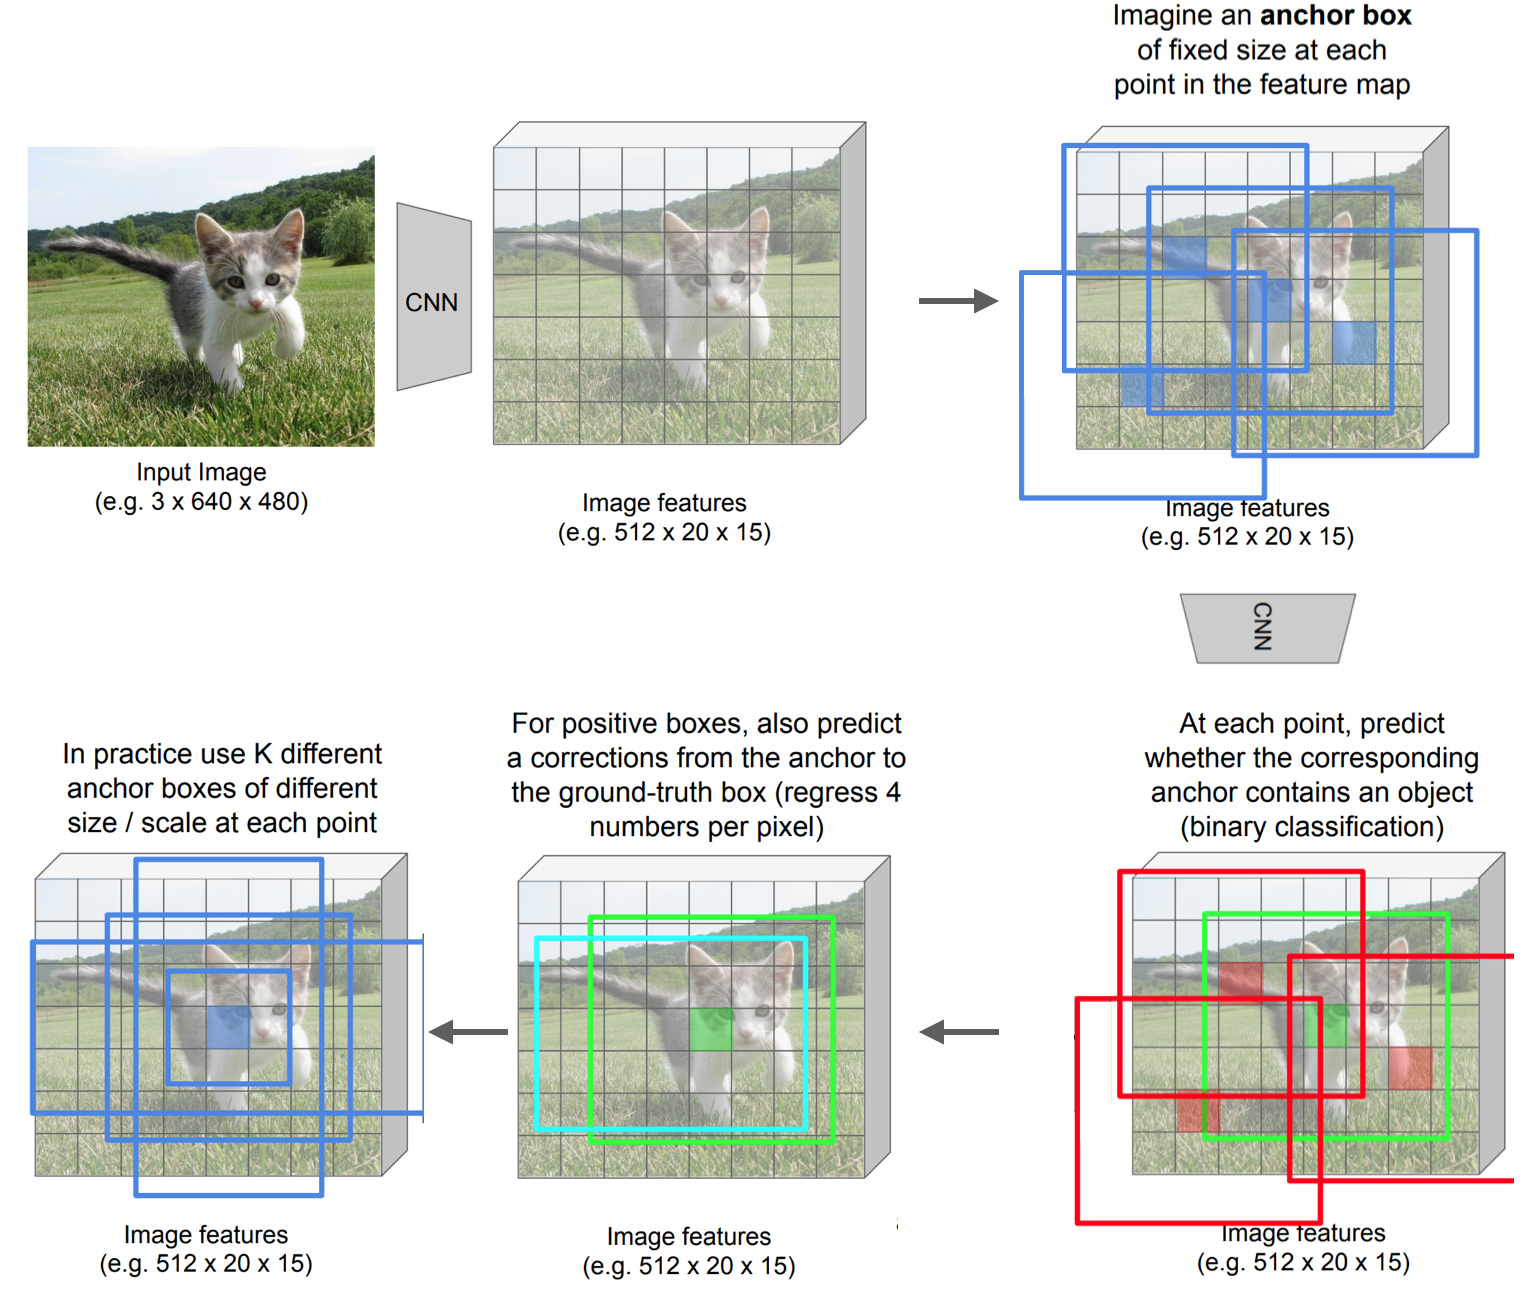 Imagine an anchor box
of fixed size at each
point in the feature map
CNN
Input Image
(e.g. 3 x 640 x 480)
Image features
(e.g. 512 x 20 x 15)
Image features
(e.g. 512 x 20 x 15)
CNN
At each point, predict
whether the corresponding
anchor contains an object
(binary classification)
Image features
(e.g. 512 x 20 x 15)
For positive boxes, also predict
a corrections from the anchor to
the ground-truth box (regress 4
numbers per pixel)
Image features
(e.g. 512 x 20 x 15)
In practice use K different
anchor boxes of different
size / scale at each point
Image features
(e.g. 512 x 20 x 15)